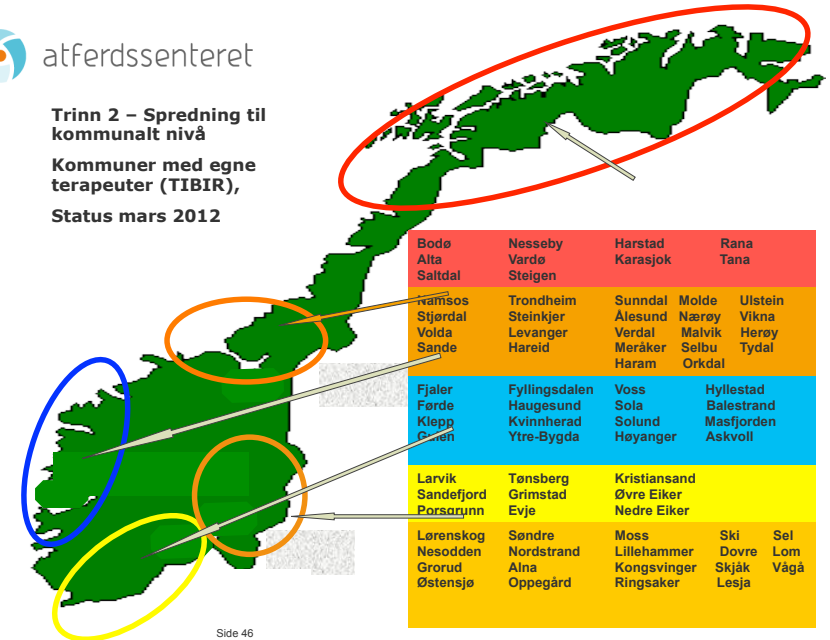 atferdssenteret
Trinn 2 – Spredning til
kommunalt nivå
Kommuner med egne
terapeuter (TIBIR),
Status mars 2012
Bodø Nesseby Harstad Rana
Alta Vardø Karasjok Tana
Saltdal Steigen
Namsos Trondheim Sunndal Molde Ulstein
Stjørdal Steinkjer Ålesund Nærøy Vikna
Volda Levanger Verdal Malvik Herøy
Sande Hareid Meråker Selbu Tydal
Haram Orkdal
Fjaler Fyllingsdalen Voss Hyllestad
Førde Haugesund Sola Balestrand
Klepp Kvinnherad Solund Masfjorden
Gulen Ytre-Bygda Høyanger Askvoll
Larvik Tønsberg Kristiansand
Sandefjord Grimstad Øvre Eiker
Porsgrunn Evje Nedre Eiker
Lørenskog Søndre Moss Ski Sel
Nesodden Nordstrand Lillehammer Dovre Lom
Grorud Alna Kongsvinger Skjåk Vågå
Østensjø Oppegård Ringsaker Lesja
Side 46